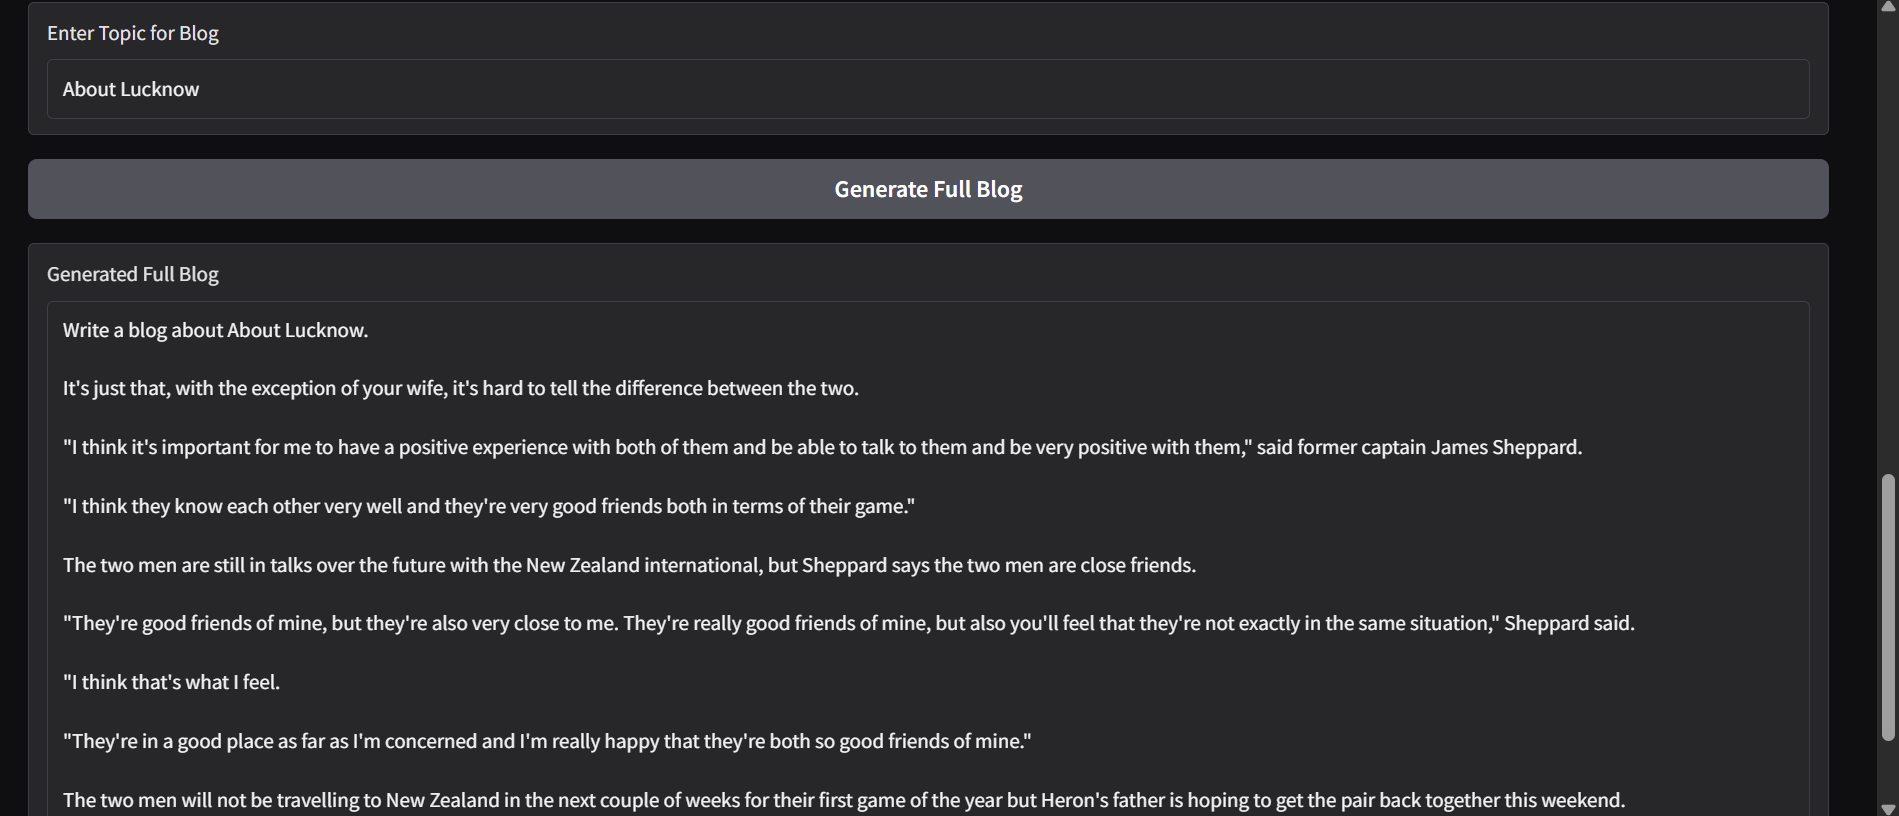 Enter Topic for Blog
About Lucknow
Generate Full Blog
Generated Full Blog
Write a blog about About Lucknow.
It's just that, with the exception of your wife, it's hard to tell the difference between the two.
"I think it's important for me to have a positive experience with both of them and be able to talk to them and be very positive with them," said former captain James Sheppard.
"I think they know each other very well and they're very good friends both in terms of their game."
The two men are still in talks over the future with the New Zealand international, but Sheppard says the two men are close friends.
"They're good friends of mine, but they're also very close to me. They're really good friends of mine, but also you'll feel that they're not exactly in the same situation," Sheppard said.
"I think that's what I feel.
"They're in a good place as far as I'm concerned and I'm really happy that they're both so good friends of mine."
The two men will not be travelling to New Zealand in the next couple of weeks for their first game of the year but Heron's father is hoping to get the pair back together this weekend.